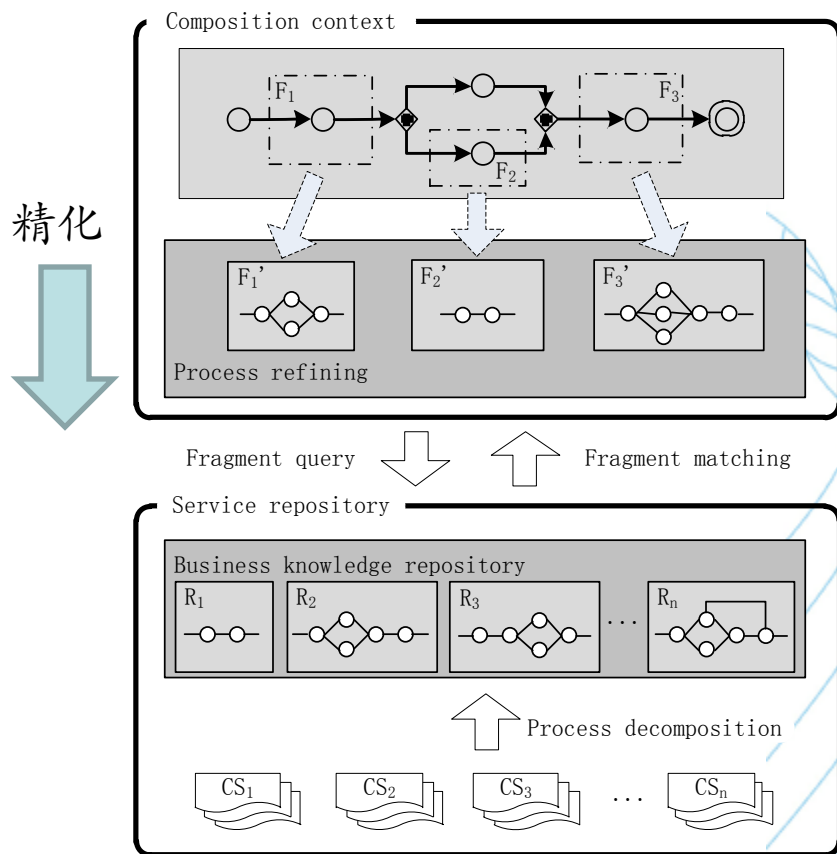 Composition context
F₁
F₃
F₂
精化
F₁'
F₂'
F₃'
Process refining
Fragment query
Fragment matching
Service repository
Business knowledge repository
R₁
R₂
R₃
Rₙ
...
Process decomposition
CS₁
CS₂
CS₃
...
CSₙ